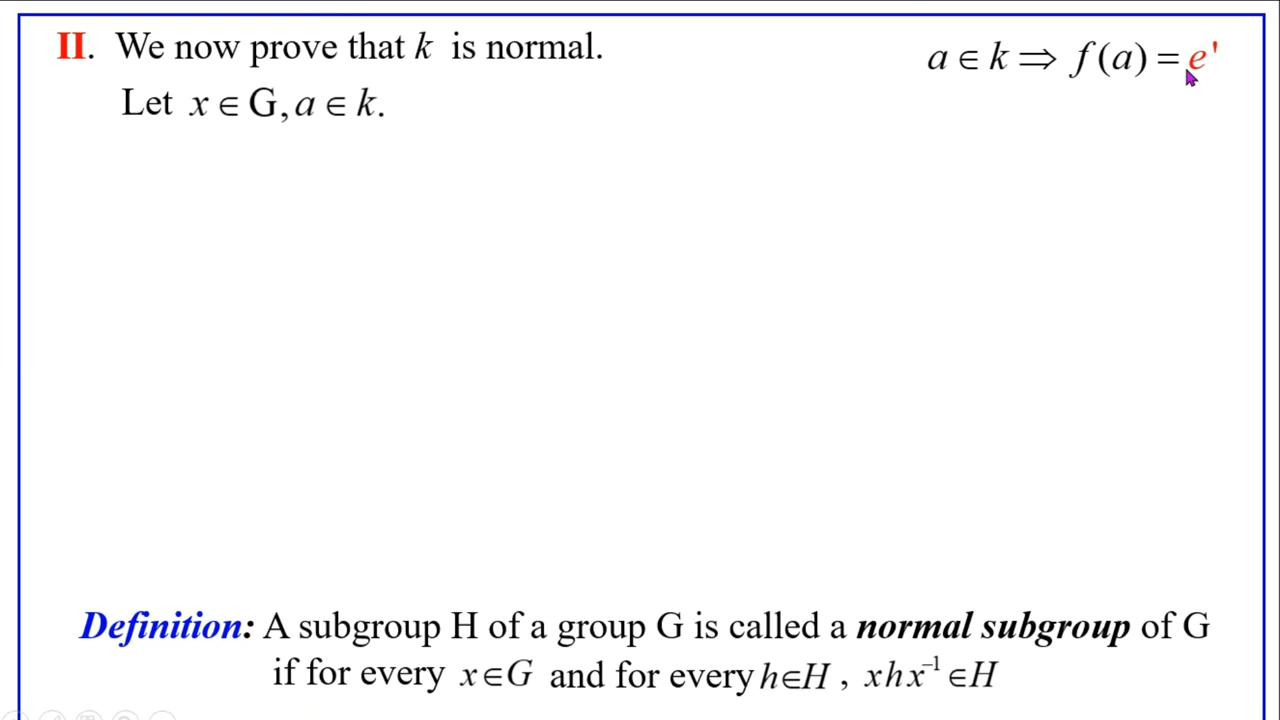 II. We now prove that k is normal.
a ∈ k ⇒ f(a) = e'
Let x ∈ G, a ∈ k.
Definition: A subgroup H of a group G is called a normal subgroup of G
if for every x∈G and for every h∈H , xhx⁻¹ ∈H